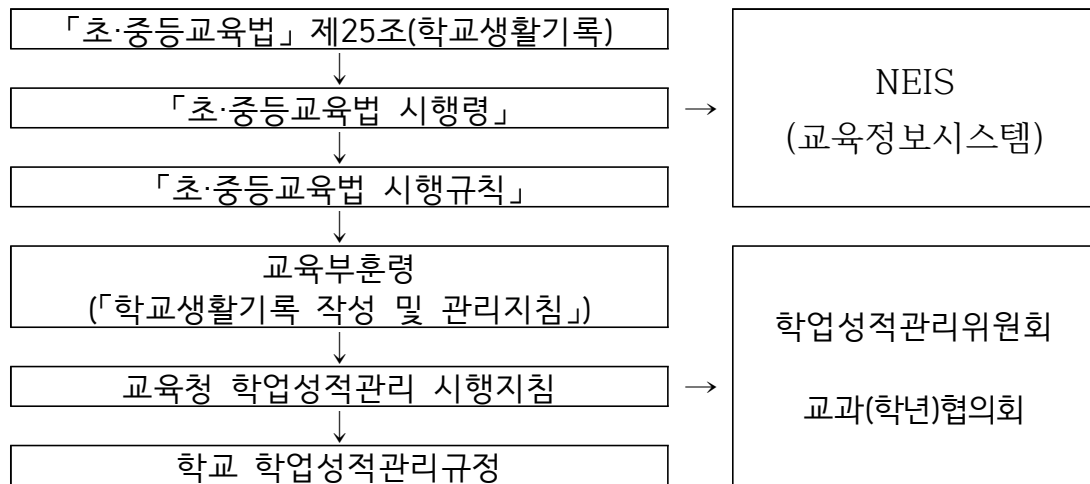 「초·중등교육법」제25조(학교생활기록)
↓
「초·중등교육법 시행령」
→
NEIS
(교육정보시스템)
↓
「초·중등교육법 시행규칙」
↓
교육부훈령
(「학교생활기록 작성 및 관리지침」)
↓
교육청 학업성적관리 시행지침
→
학업성적관리위원회
교과(학년)협의회
↓
학교 학업성적관리규정